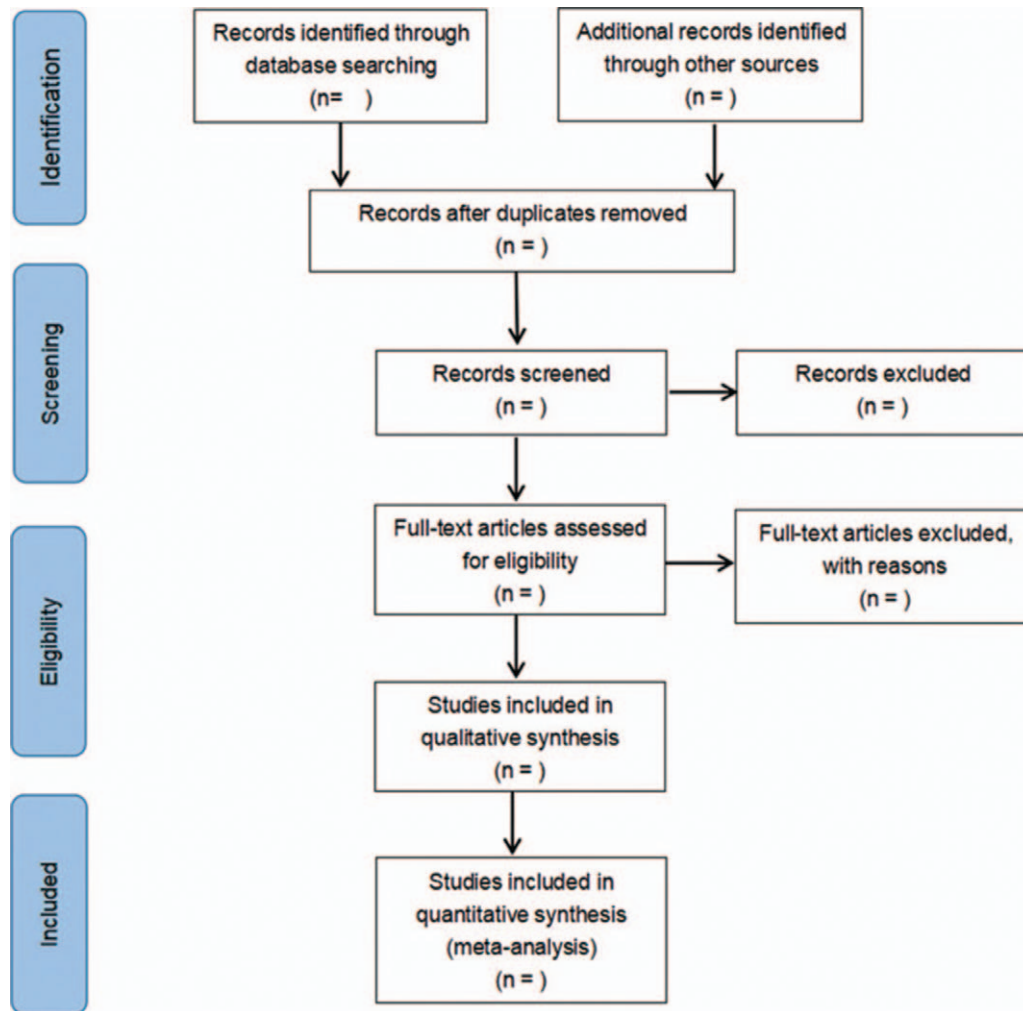 Identification
Records identified through
database searching
(n=   )
Additional records identified
through other sources
(n = )
Records after duplicates removed
(n = )
Screening
Records screened
(n = )
Records excluded
(n = )
Eligibility
Full-text articles assessed
for eligibility
(n = )
Full-text articles excluded,
with reasons
(n = )
Studies included in
qualitative synthesis
(n = )
Included
Studies included in
quantitative synthesis
(meta-analysis)
(n = )